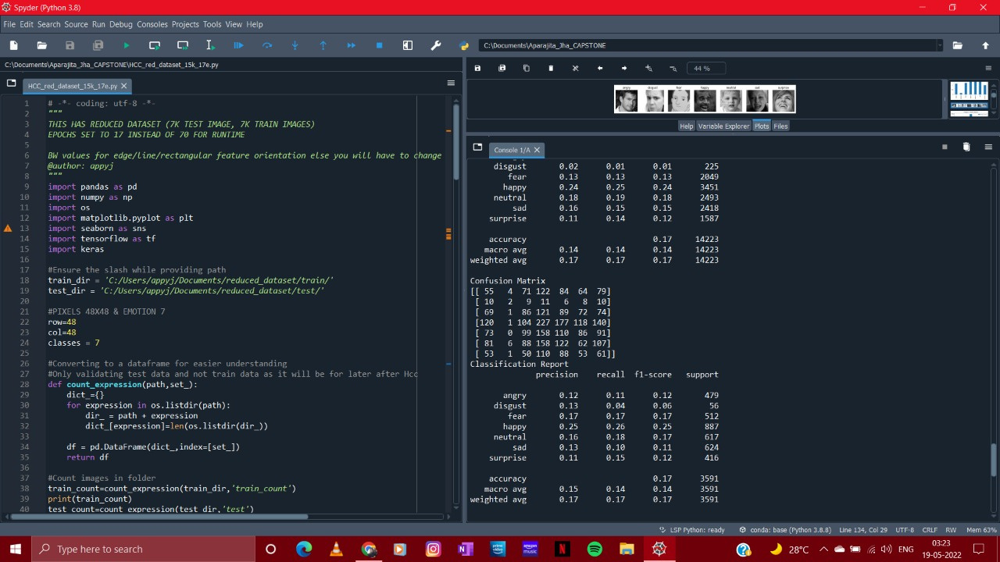 Spyder (Python 3.8)
File Edit Search Source Run Debug Consoles Projects Tools View Help
C:\Documents\Aparajita_Jha_CAPSTONE
C:\Documents\Aparajita_Jha_CAPSTONE\HCC_red_dataset_15k_17e.py
HCC_red_dataset_15k_17e.py
1 # -*- coding: utf-8 -*-
2 """
3 THIS HAS REDUCED DATASET (7K TEST IMAGE, 7K TRAIN IMAGES)
4 EPOCHS SET TO 17 INSTEAD OF 70 FOR RUNTIME
5
6 BW values for edge/line/rectangular feature orientation else you will have to change
7 @author: appyj
8 """
9 import pandas as pd
10 import numpy as np
11 import os
12 import matplotlib.pyplot as plt
13 import seaborn as sns
14 import tensorflow as tf
15 import keras
16
17 #Ensure the slash while providing path
18 train_dir = 'C:/Users/appyj/Documents/reduced_dataset/train/'
19 test_dir = 'C:/Users/appyj/Documents/reduced_dataset/test/'
20
21 #PIXELS 48X48 & EMOTION 7
22 row=48
23 col=48
24 classes = 7
25
26 #Converting to a dataframe for easier understanding
27 #Only validating test data and not train data as it will be for later after Hcc
28 def count_expression(path,set_):
29 dict_={}
30 for expression in os.listdir(path):
31 dir_ = path + expression
32 dict_[expression]=len(os.listdir(dir_))
33
34 df = pd.DataFrame(dict_,index=[set_])
35 return df
36
37 #Count images in folder
38 train_count=count_expression(train_dir,'train_count')
39 print(train_count)
40 test_count=count_expression(test_dir,'test')
44 %
angry disgust fear happy neutral sad surprise
Help Variable Explorer Plots Files
Console 1/A
disgust 0.02 0.01 0.01 225
fear 0.13 0.13 0.13 2049
happy 0.24 0.25 0.24 3451
neutral 0.18 0.19 0.18 2493
sad 0.16 0.15 0.15 2418
surprise 0.11 0.14 0.12 1587
accuracy 0.17 14223
macro avg 0.14 0.14 0.14 14223
weighted avg 0.17 0.17 0.17 14223
Confusion Matrix
[[ 55 4 71 122 84 64 79]
[ 10 2 9 11 6 8 10]
[ 69 1 86 121 89 72 74]
[120 1 104 227 177 118 140]
[ 73 0 99 158 110 86 91]
[ 81 6 88 158 122 62 107]
[ 53 1 50 110 88 53 61]]
Classification Report
precision recall f1-score support
angry 0.12 0.11 0.12 479
disgust 0.13 0.04 0.06 56
fear 0.17 0.17 0.17 512
happy 0.25 0.26 0.25 887
neutral 0.16 0.18 0.17 617
sad 0.13 0.10 0.11 624
surprise 0.11 0.15 0.12 416
accuracy 0.17 3591
macro avg 0.15 0.14 0.14 3591
weighted avg 0.17 0.17 0.17 3591
LSP Python: ready conda: base (Python 3.8.8) Line 134, Col 29 UTF-8 CRLF RW Mem 63%
Type here to search
prime video
amazon music
28°C ENG 03:23
19-05-2022